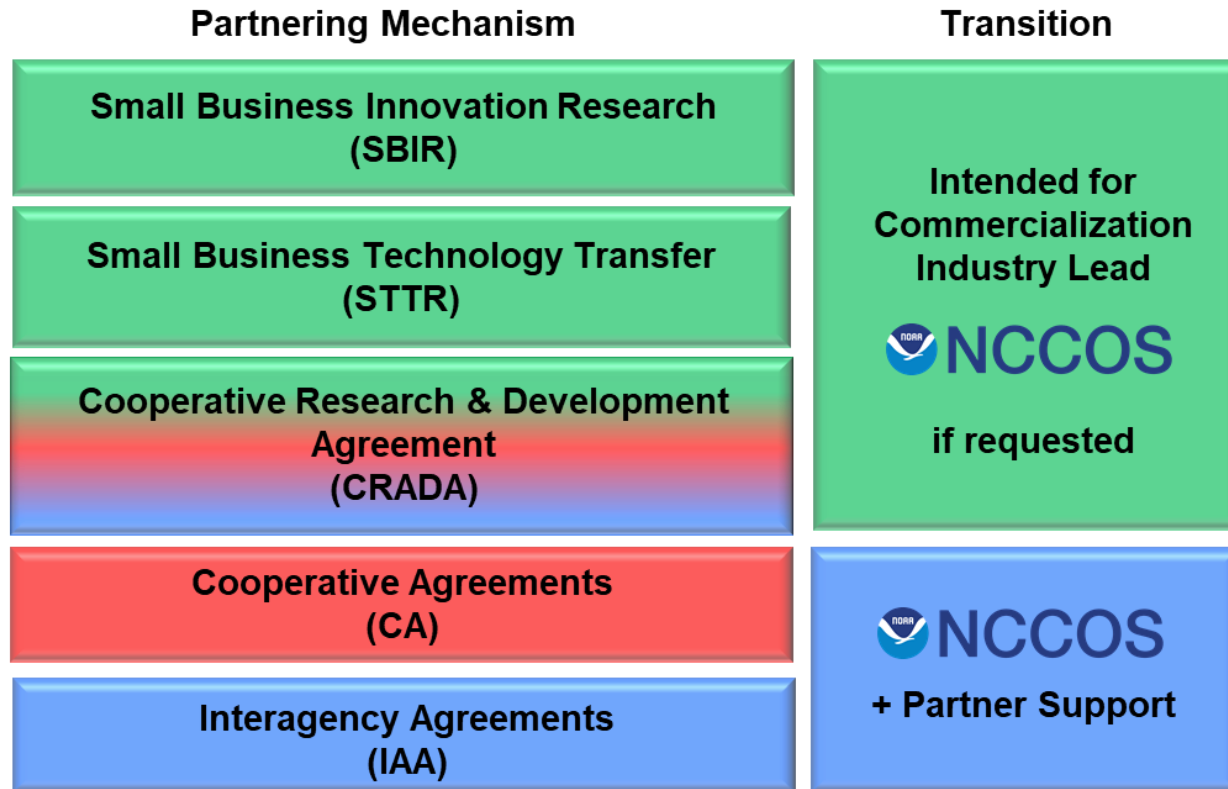 Partnering Mechanism
Transition
Small Business Innovation Research
(SBIR)
Small Business Technology Transfer
(STTR)
Cooperative Research & Development
Agreement
(CRADA)
Cooperative Agreements
(CA)
Interagency Agreements
(IAA)
Intended for
Commercialization
Industry Lead
NOAA NCCOS
if requested
NOAA NCCOS
+ Partner Support